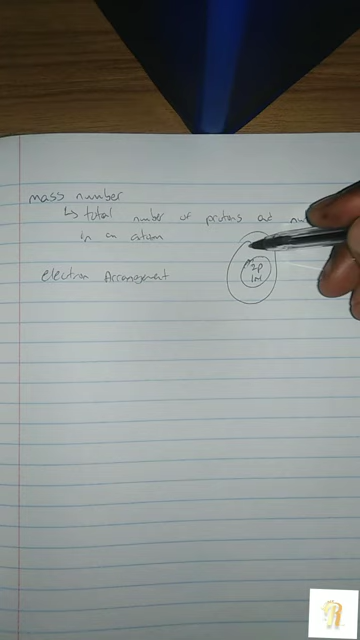 mass number
↳ total number of protons and
in an atom
electron Arrangement
2p
1n